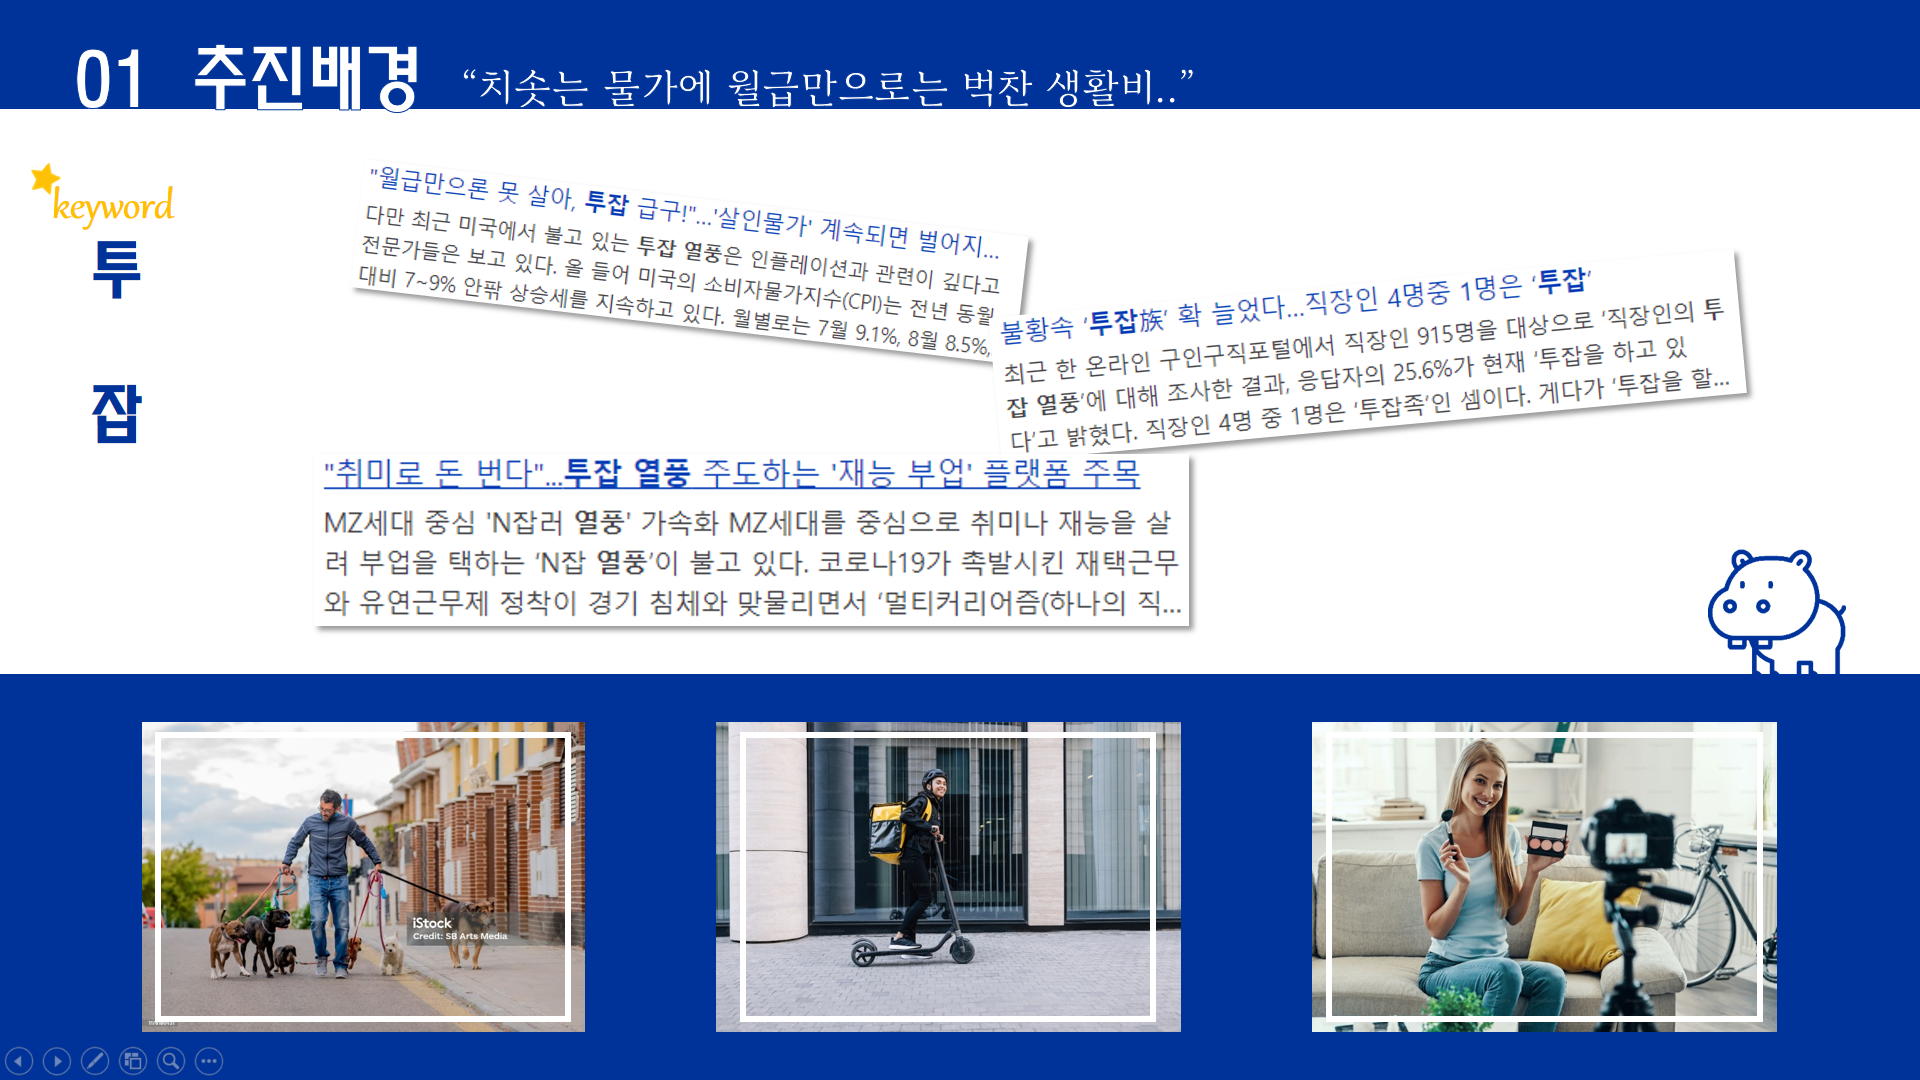 01 추진배경 “치솟는 물가에 월급만으로는 벅찬 생활비..”
keyword
투
잡
"월급만으론 못 살아, 투잡 급구!"...'살인물가' 계속되면 벌어지...
다만 최근 미국에서 불고 있는 투잡 열풍은 인플레이션과 관련이 깊다고
전문가들은 보고 있다. 올 들어 미국의 소비자물가지수(CPI)는 전년 동월
대비 7~9% 안팎 상승세를 지속하고 있다. 월별로는 7월 9.1%, 8월 8.5%,
불황속 ‘투잡族’ 확 늘었다...직장인 4명중 1명은 ‘투잡’
최근 한 온라인 구인구직포털에서 직장인 915명을 대상으로 ‘직장인의 투
잡 열풍’에 대해 조사한 결과, 응답자의 25.6%가 현재 ‘투잡을 하고 있
다’고 밝혔다. 직장인 4명 중 1명은 ‘투잡족’인 셈이다. 게다가 ‘투잡을 할...
"취미로 돈 번다"...투잡 열풍 주도하는 '재능 부업' 플랫폼 주목
MZ세대 중심 'N잡러 열풍' 가속화 MZ세대를 중심으로 취미나 재능을 살
려 부업을 택하는 ‘N잡 열풍’이 불고 있다. 코로나19가 촉발시킨 재택근무
와 유연근무제 정착이 경기 침체와 맞물리면서 ‘멀티커리어즘(하나의 직...
iStock
Credit: SB Arts Media